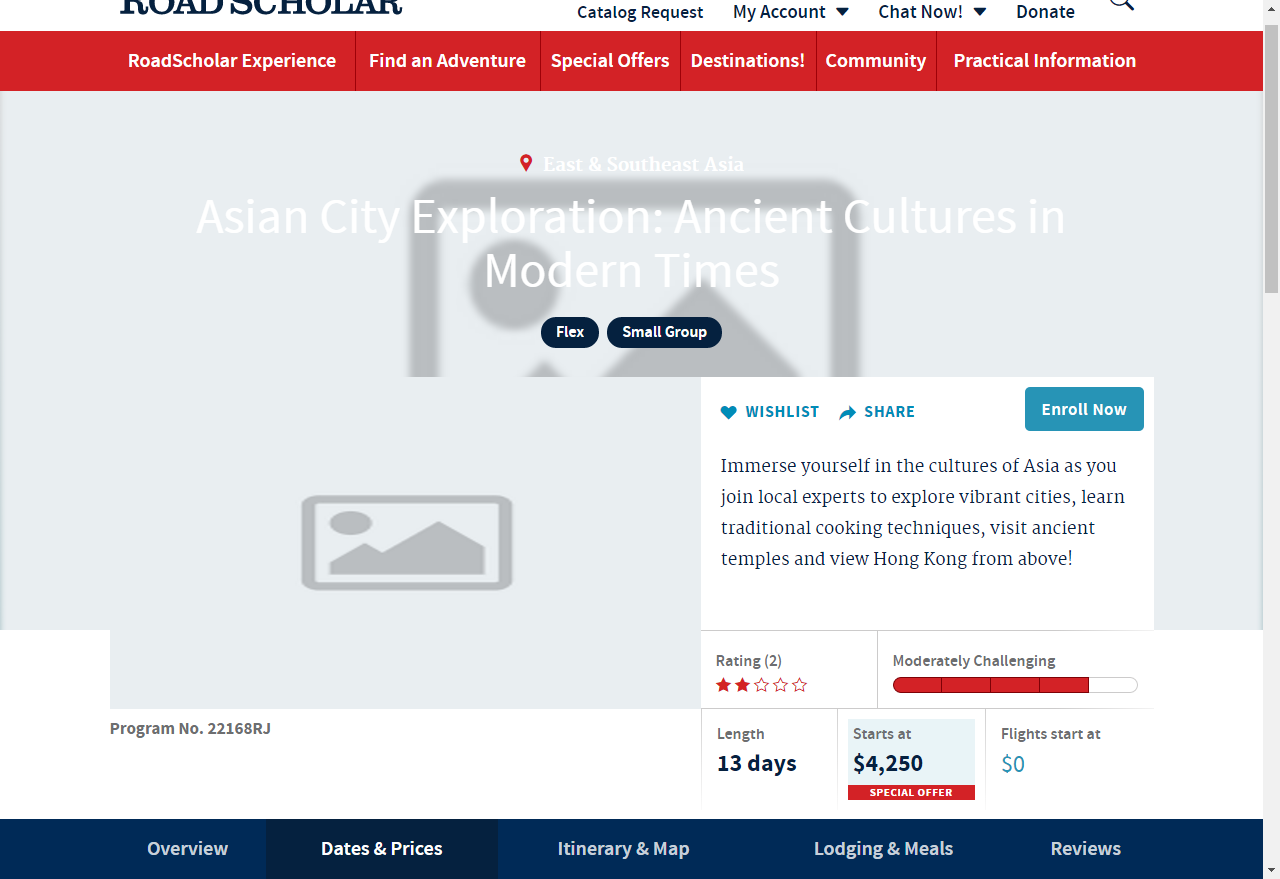 ROAD SCHOLAR
Catalog Request
My Account
Chat Now!
Donate
RoadScholar Experience
Find an Adventure
Special Offers
Destinations!
Community
Practical Information
East & Southeast Asia
Asian City Exploration: Ancient Cultures in
Modern Times
Flex
Small Group
WISHLIST
SHARE
Enroll Now
Immerse yourself in the cultures of Asia as you
join local experts to explore vibrant cities, learn
traditional cooking techniques, visit ancient
temples and view Hong Kong from above!
Rating (2)
Moderately Challenging
Program No. 22168RJ
Length
13 days
Starts at
$4,250
SPECIAL OFFER
Flights start at
$0
Overview
Dates & Prices
Itinerary & Map
Lodging & Meals
Reviews